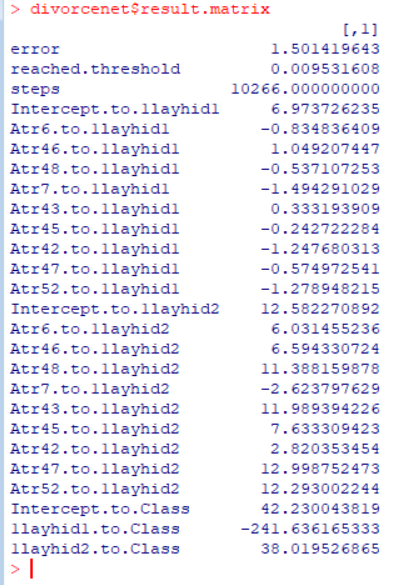 > divorcenet$result.matrix
[,1]
error 1.501419643
reached.threshold 0.009531608
steps 10266.000000000
Intercept.to.1layhid1 6.973726235
Atr6.to.1layhid1 -0.834836409
Atr46.to.1layhid1 1.049207447
Atr48.to.1layhid1 -0.537107253
Atr7.to.1layhid1 -1.494291029
Atr43.to.1layhid1 0.333193909
Atr45.to.1layhid1 -0.242722284
Atr42.to.1layhid1 -1.247680313
Atr47.to.1layhid1 -0.574972541
Atr52.to.1layhid1 -1.278948215
Intercept.to.1layhid2 12.582270892
Atr6.to.1layhid2 6.031455236
Atr46.to.1layhid2 6.594330724
Atr48.to.1layhid2 11.388159878
Atr7.to.1layhid2 -2.623797629
Atr43.to.1layhid2 11.989394226
Atr45.to.1layhid2 7.633309423
Atr42.to.1layhid2 2.820353454
Atr47.to.1layhid2 12.998752473
Atr52.to.1layhid2 12.293002244
Intercept.to.Class 42.230043819
1layhid1.to.Class -241.636165333
1layhid2.to.Class 38.019526865
>